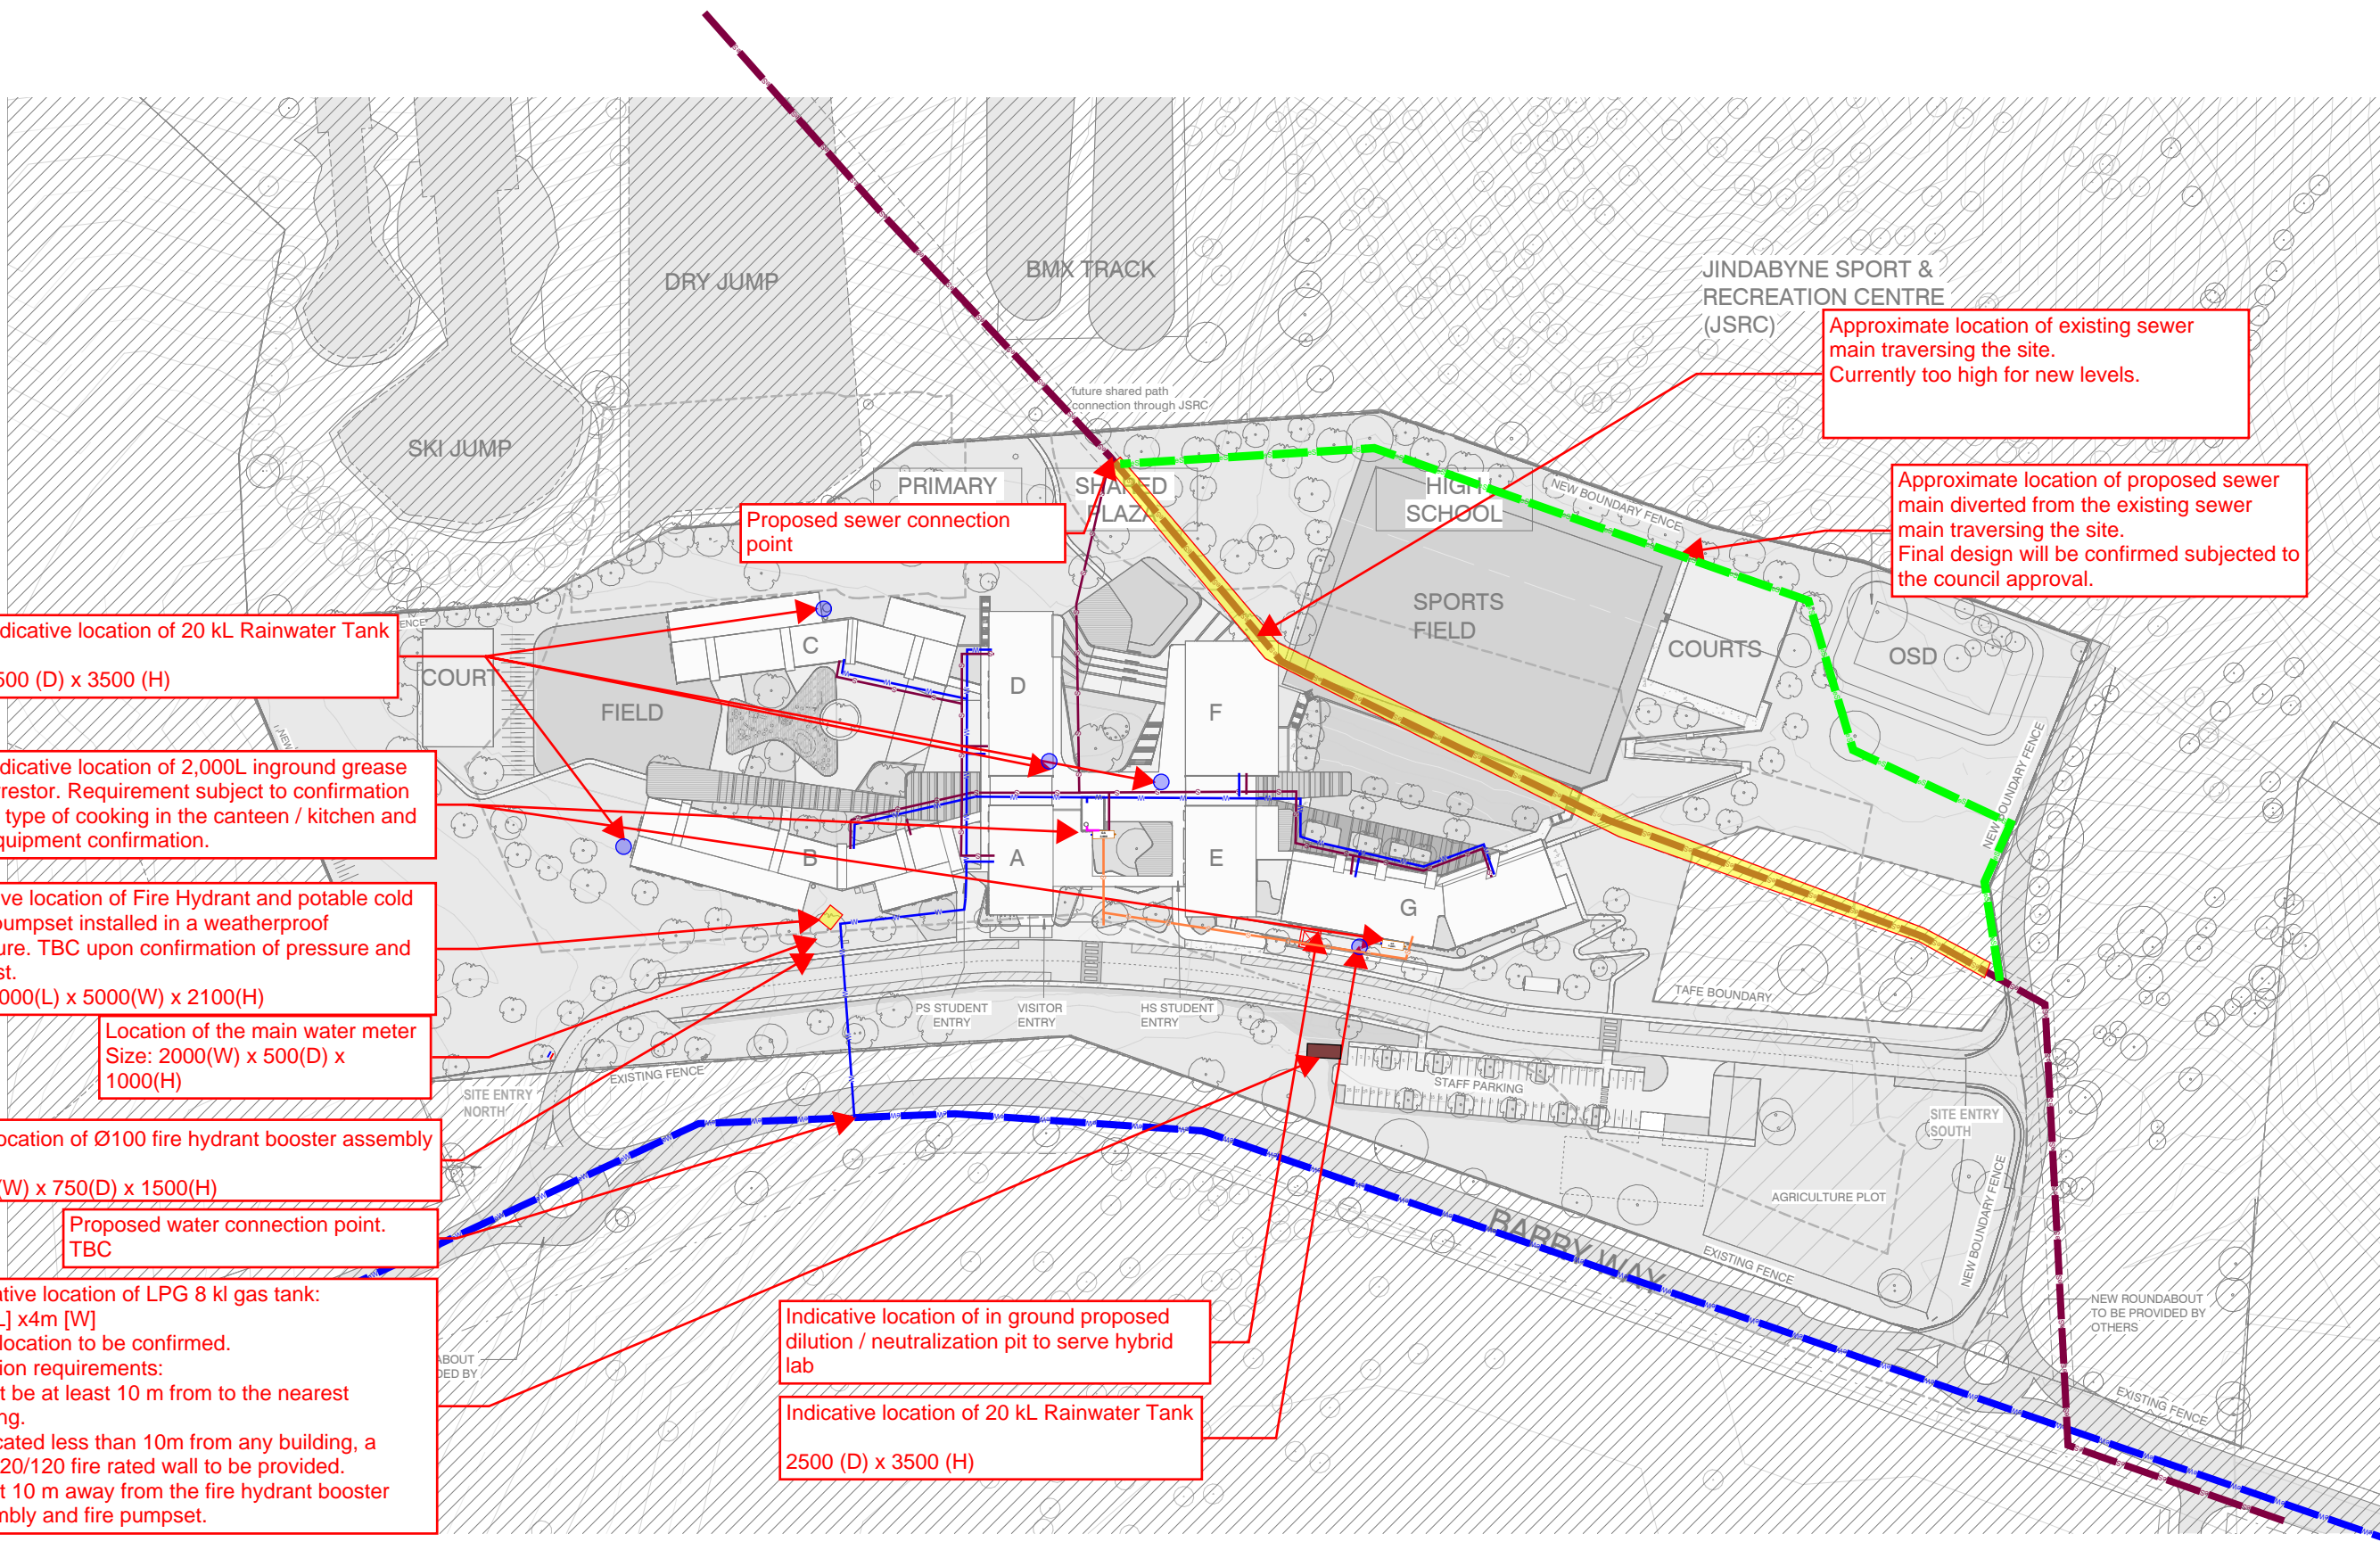 DRY JUMP
BMX TRACK
JINDABYNE SPORT &
RECREATION CENTRE
(JSRC)
Approximate location of existing sewer
main traversing the site.
Currently too high for new levels.
future shared path
connection through JSRC
SKI JUMP
PRIMARY
SHARED
PLAZA
HIGH
SCHOOL
NEW BOUNDARY FENCE
Approximate location of proposed sewer
main diverted from the existing sewer
main traversing the site.
Final design will be confirmed subjected to
the council approval.
Proposed sewer connection
point
dicative location of 20 kL Rainwater Tank
500 (D) x 3500 (H)
ENCE
COURT
FIELD
C
D
F
SPORTS
FIELD
COURTS
OSD
NEW BOUNDARY FENCE
dicative location of 2,000L inground grease
rrestor. Requirement subject to confirmation
type of cooking in the canteen / kitchen and
quipment confirmation.
B
A
E
G
ve location of Fire Hydrant and potable cold
pumpset installed in a weatherproof
ure. TBC upon confirmation of pressure and
st.
000(L) x 5000(W) x 2100(H)
Location of the main water meter
Size: 2000(W) x 500(D) x
1000(H)
PS STUDENT
ENTRY
VISITOR
ENTRY
HS STUDENT
ENTRY
TAFE BOUNDARY
EXISTING FENCE
SITE ENTRY
NORTH
STAFF PARKING
SITE ENTRY
SOUTH
ocation of Ø100 fire hydrant booster assembly
(W) x 750(D) x 1500(H)
AGRICULTURE PLOT
NEW BOUNDARY FENCE
Proposed water connection point.
TBC
BARRY WAY
EXISTING FENCE
ative location of LPG 8 kl gas tank:
L] x4m [W]
location to be confirmed.
ion requirements:
t be at least 10 m from to the nearest
ng.
cated less than 10m from any building, a
20/120 fire rated wall to be provided.
t 10 m away from the fire hydrant booster
mbly and fire pumpset.
ABOUT
DED BY
Indicative location of in ground proposed
dilution / neutralization pit to serve hybrid
lab
Indicative location of 20 kL Rainwater Tank
2500 (D) x 3500 (H)
NEW ROUNDABOUT
TO BE PROVIDED BY
OTHERS
EXISTING FENCE